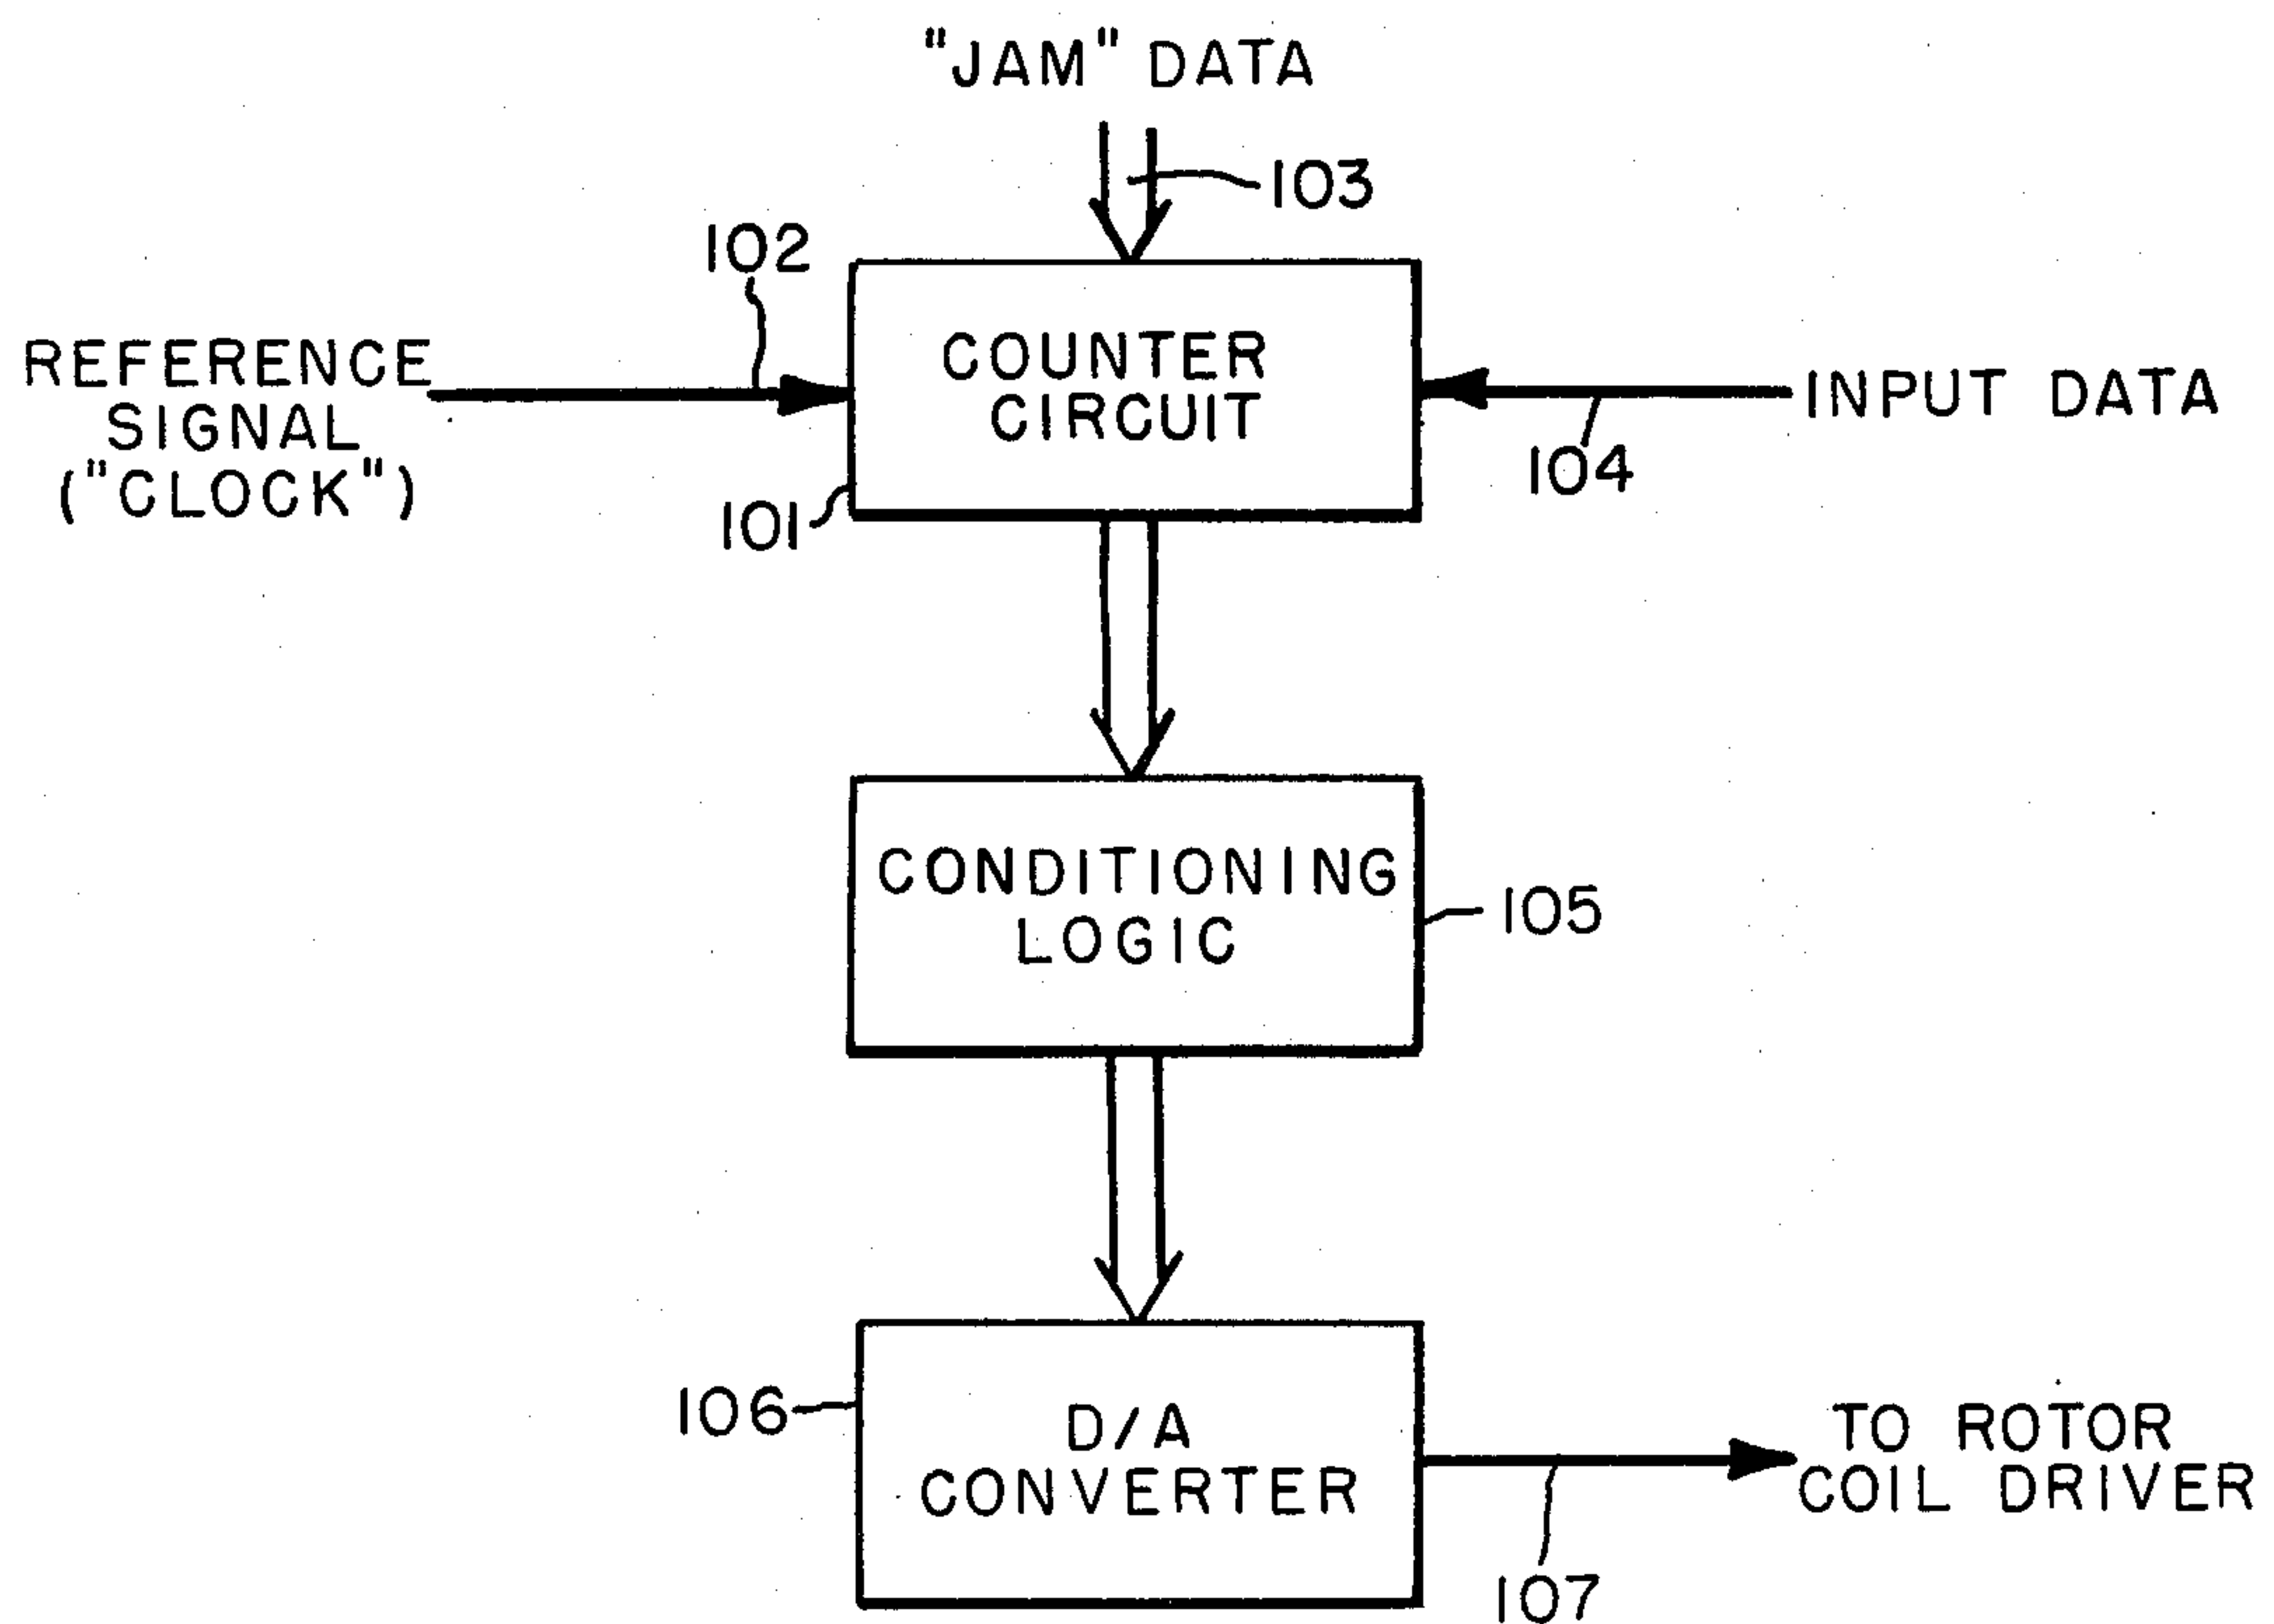 "JAM" DATA
103
102
REFERENCE
SIGNAL
("CLOCK")
COUNTER
CIRCUIT
INPUT DATA
104
101
CONDITIONING
LOGIC
105
106
D/A
CONVERTER
TO ROTOR
COIL DRIVER
107